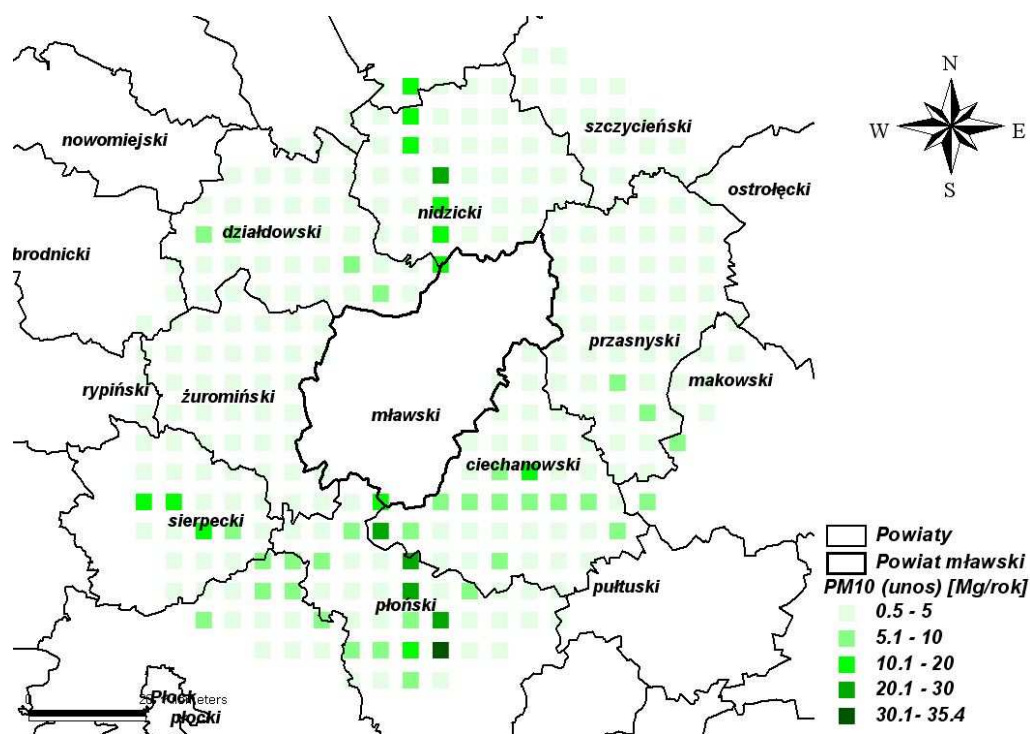 N
W E
S
nowomiejski
szczycieński
ostrołęcki
nidzicki
działdowski
brodnicki
przasnyski
makowski
rypiński
żuromiński
mławski
ciechanowski
sierpecki
płoński
pułtuski
Płock
płocki
0
Powiaty
Powiat mławski
PM10 (unos) [Mg/rok]
0.5 - 5
5.1 - 10
10.1 - 20
20.1 - 30
30.1 - 35.4